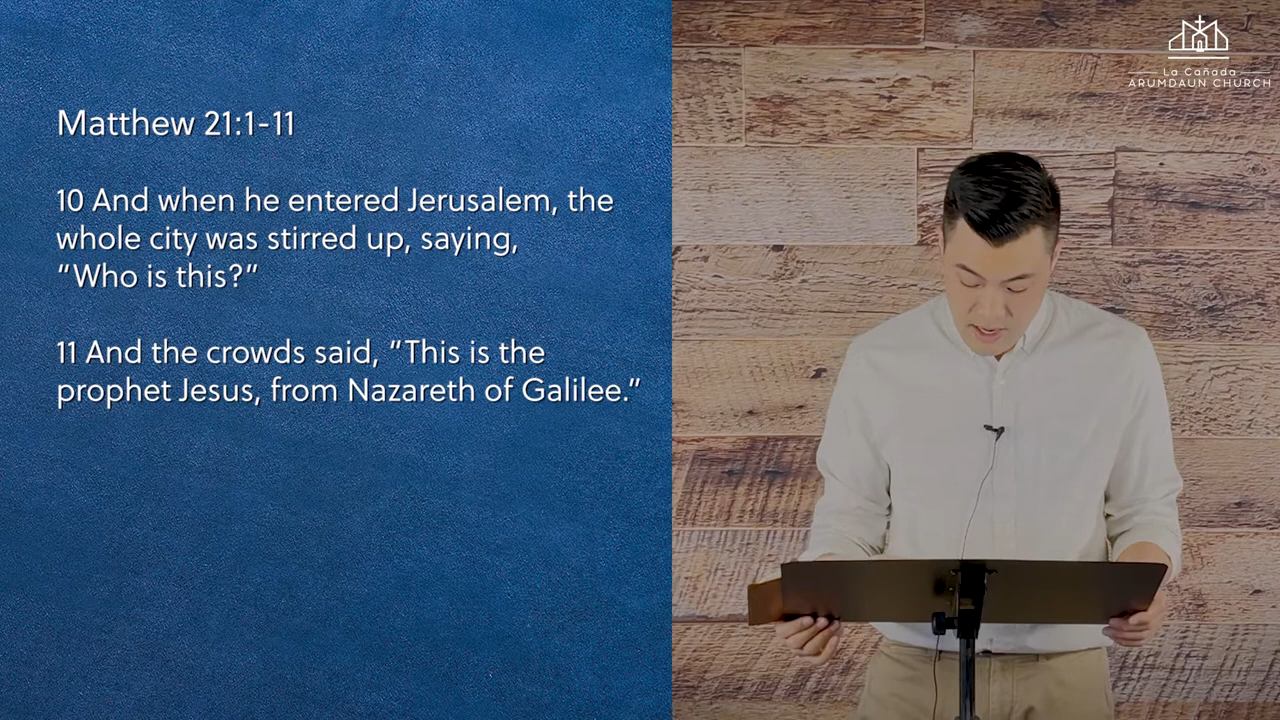 Matthew 21:1-11
10 And when he entered Jerusalem, the
whole city was stirred up, saying,
“Who is this?”
11 And the crowds said, “This is the
prophet Jesus, from Nazareth of Galilee.”
La Cañada
ARUMDAUN CHURCH